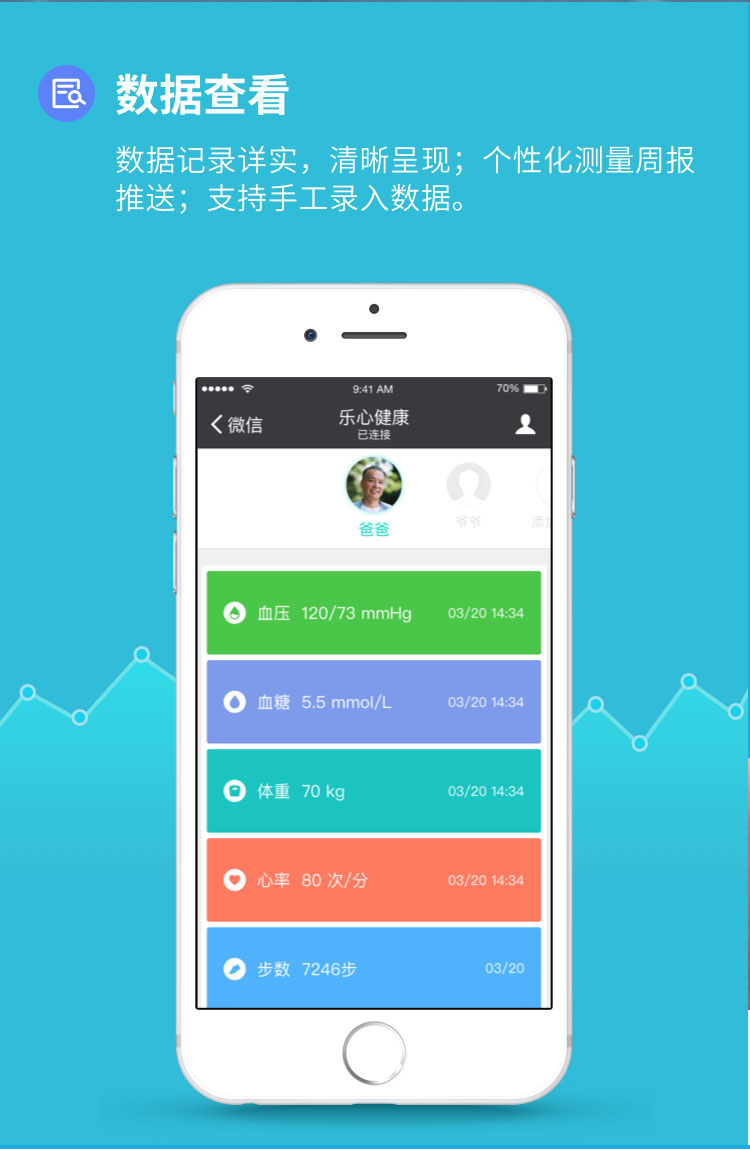 数据查看
数据记录详实，清晰呈现；个性化测量周报
推送；支持手工录入数据。
9:41 AM
70%
微信
乐心健康
已连接
爸爸
爷爷
添加
血压 120/73 mmHg 03/20 14:34
血糖 5.5 mmol/L 03/20 14:34
体重 70 kg 03/20 14:34
心率 80 次/分 03/20 14:34
步数 7246步 03/20